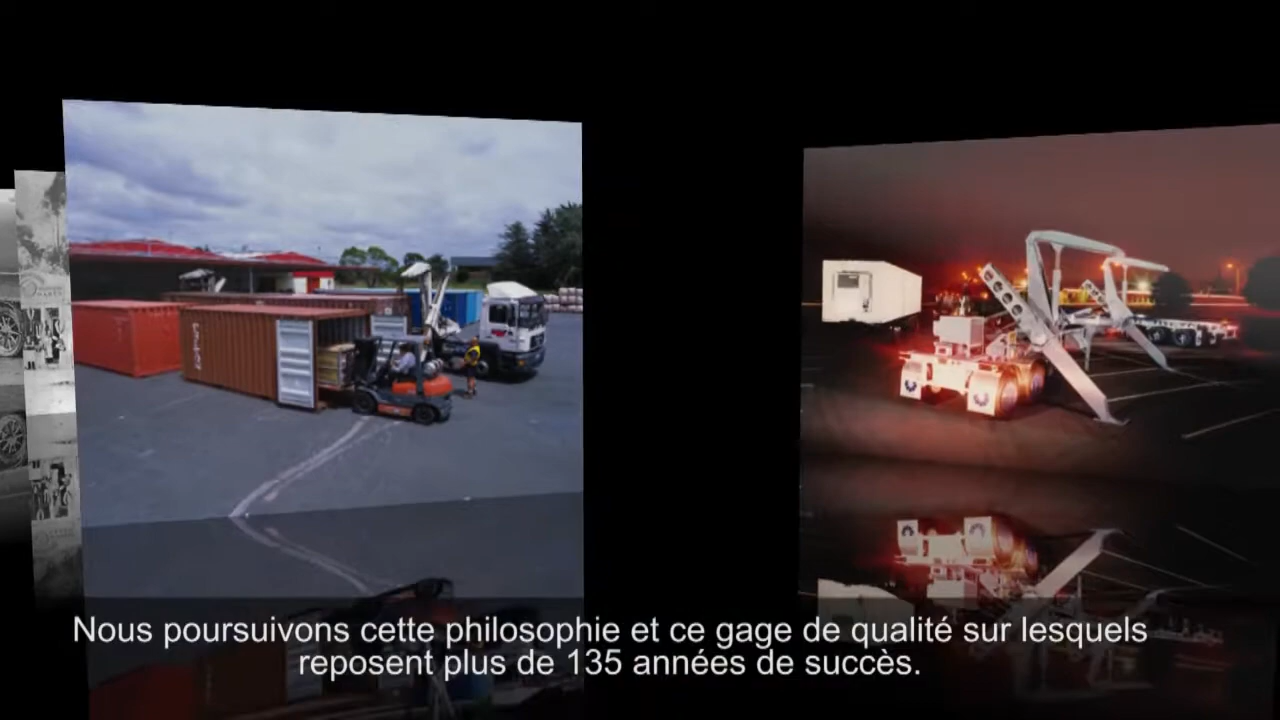 Nous poursuivons cette philosophie et ce gage de qualité sur lesquels
reposent plus de 135 années de succès.